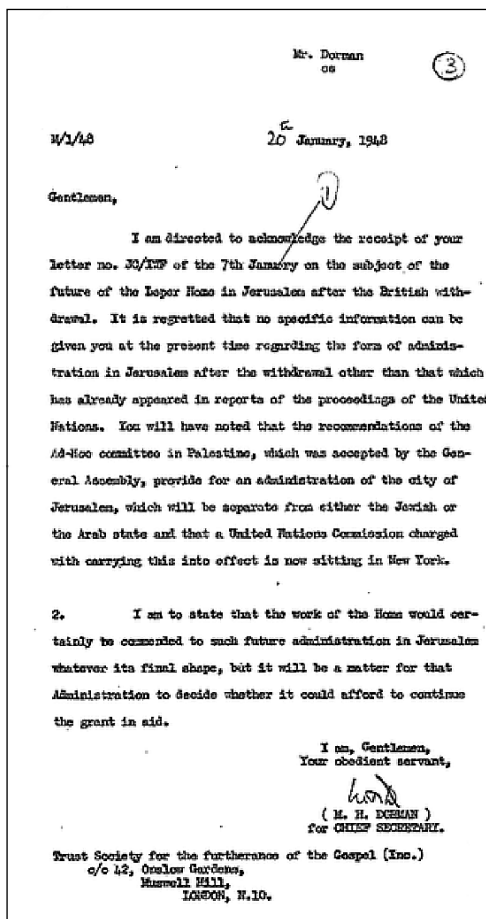 Mr. Dorman
OS
3
M/1/48
20th January, 1948
1
Gentlemen,
I am directed to acknowledge the receipt of your
letter no. of the 7th January on the subject of the
future of the Leper Home in Jerusalem after the British with-
drawal. It is regretted that no specific information can be
given you at the present time regarding the form of adminis-
tration in Jerusalem after the withdrawal other than that which
has already appeared in reports of the proceedings of the United
Nations. You will have noted that the recommendations of the
Ad-Hoc committee in Palestine, which was accepted by the Gen-
eral Assembly, provide for an administration of the city of
Jerusalem, which will be separate from either the Jewish or
the Arab state and that a United Nations Commission charged
with carrying this into effect is now sitting in New York.
2. I am to state that the work of the Home would cer-
tainly be commended to such future administration in Jerusalem
whatever its final shape, but it will be a matter for that
Administration to decide whether it could afford to continue
the grant in aid.
I am, Gentlemen,
Your obedient servant,
( M. H. DORMAN )
for CHIEF SECRETARY.
Trust Society for the furtherance of the Gospel (Inc.)
c/o 42, Onslow Gardens,
Muswell Hill,
LONDON, N.10.